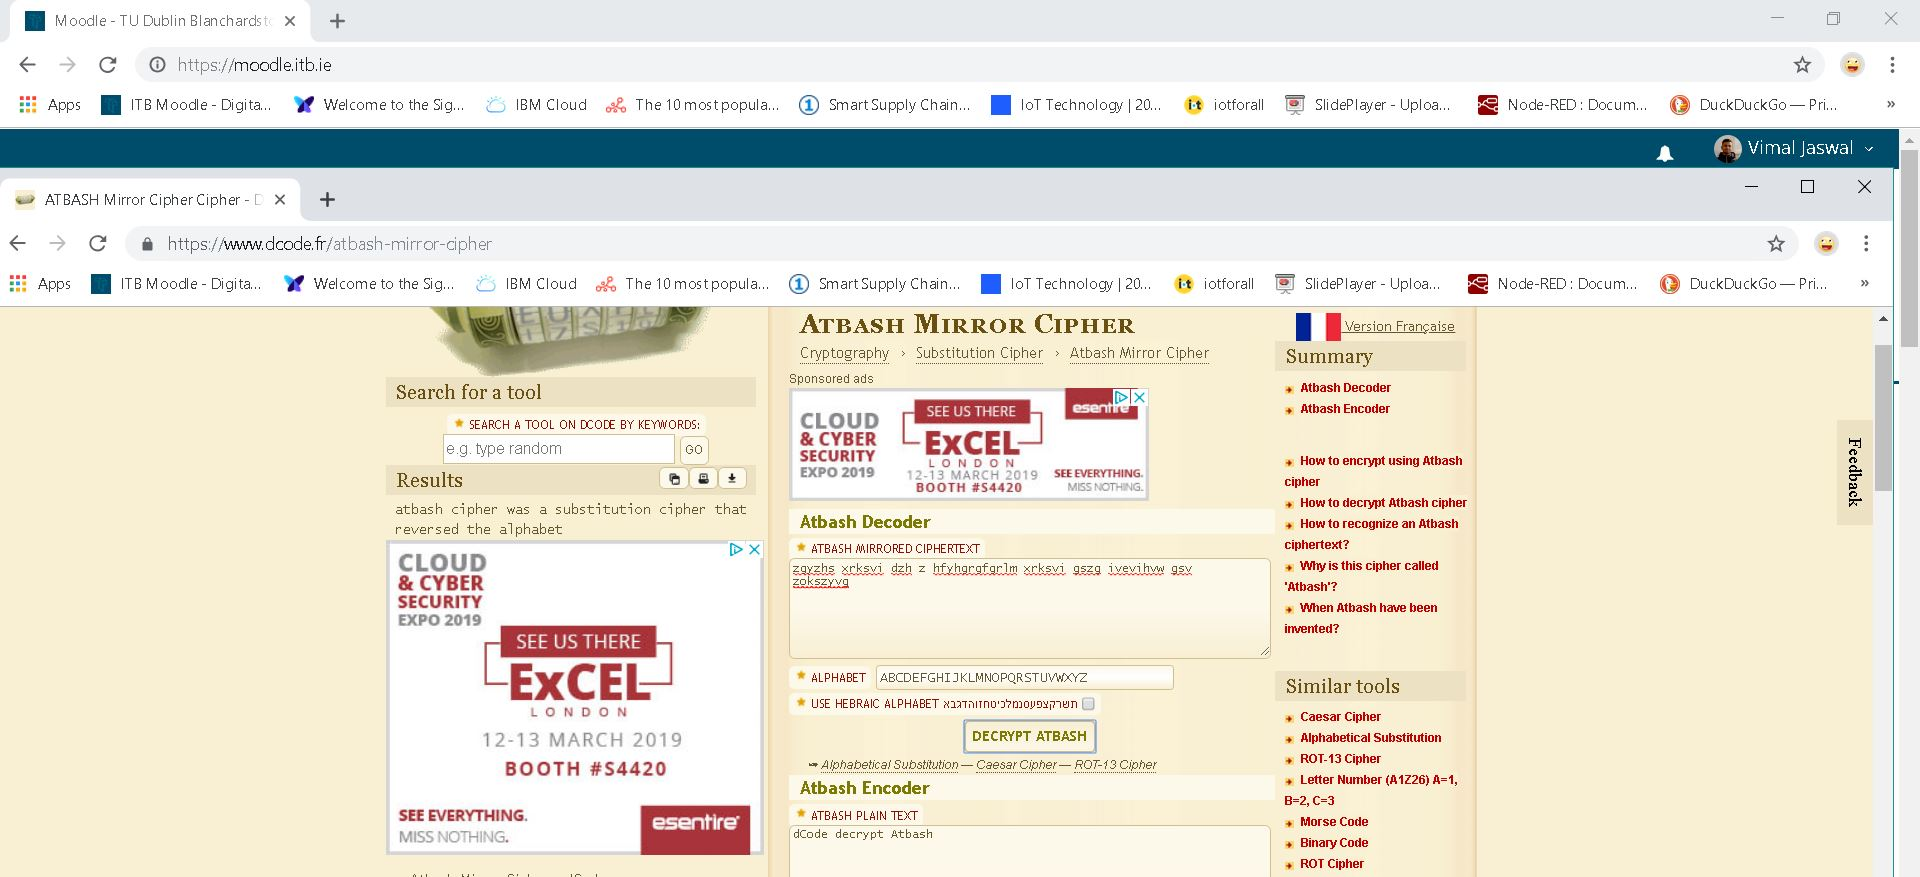 Moodle - TU Dublin Blanchardst
https://moodle.itb.ie
Apps
ITB Moodle - Digita...
Welcome to the Sig...
IBM Cloud
The 10 most popula...
Smart Supply Chain...
IoT Technology | 20...
iotforall
SlidePlayer - Uploa...
Node-RED : Docum...
DuckDuckGo — Pri...
»
Vimal Jaswal
ATBASH Mirror Cipher Cipher - D
https://www.dcode.fr/atbash-mirror-cipher
Apps
ITB Moodle - Digita...
Welcome to the Sig...
IBM Cloud
The 10 most popula...
Smart Supply Chain...
IoT Technology | 20...
iotforall
SlidePlayer - Uploa...
Node-RED : Docum...
DuckDuckGo — Pri...
»
Search for a tool
SEARCH A TOOL ON DCODE BY KEYWORDS:
e.g. type random
GO
Results
atbash cipher was a substitution cipher that
reversed the alphabet
CLOUD
& CYBER
SECURITY
EXPO 2019
SEE US THERE
ExCEL
LONDON
12-13 MARCH 2019
BOOTH #S4420
SEE EVERYTHING.
MISS NOTHING.
esentire
ATBASH MIRROR CIPHER
Cryptography › Substitution Cipher › Atbash Mirror Cipher
Sponsored ads
CLOUD
& CYBER
SECURITY
EXPO 2019
SEE US THERE
ExCEL
LONDON
12-13 MARCH 2019
BOOTH #S4420
esentire
SEE EVERYTHING.
MISS NOTHING.
Atbash Decoder
ATBASH MIRRORED CIPHERTEXT
zgyzhs xrksvi dzh z hfyhgrgfgrlm xrksvi gszg ivevihvw gsv
zokszyvg
ALPHABET
ABCDEFGHIJKLMNOPQRSTUVWXYZ
USE HEBRAIC ALPHABET אבגדהוזחטיכלמנסעפצקרשת
DECRYPT ATBASH
Alphabetical Substitution — Caesar Cipher — ROT-13 Cipher
Atbash Encoder
ATBASH PLAIN TEXT
dCode decrypt Atbash
Version Française
Summary
Atbash Decoder
Atbash Encoder
How to encrypt using Atbash
cipher
How to decrypt Atbash cipher
How to recognize an Atbash
ciphertext?
Why is this cipher called
'Atbash'?
When Atbash have been
invented?
Similar tools
Caesar Cipher
Alphabetical Substitution
ROT-13 Cipher
Letter Number (A1Z26) A=1,
B=2, C=3
Morse Code
Binary Code
ROT Cipher
Feedback